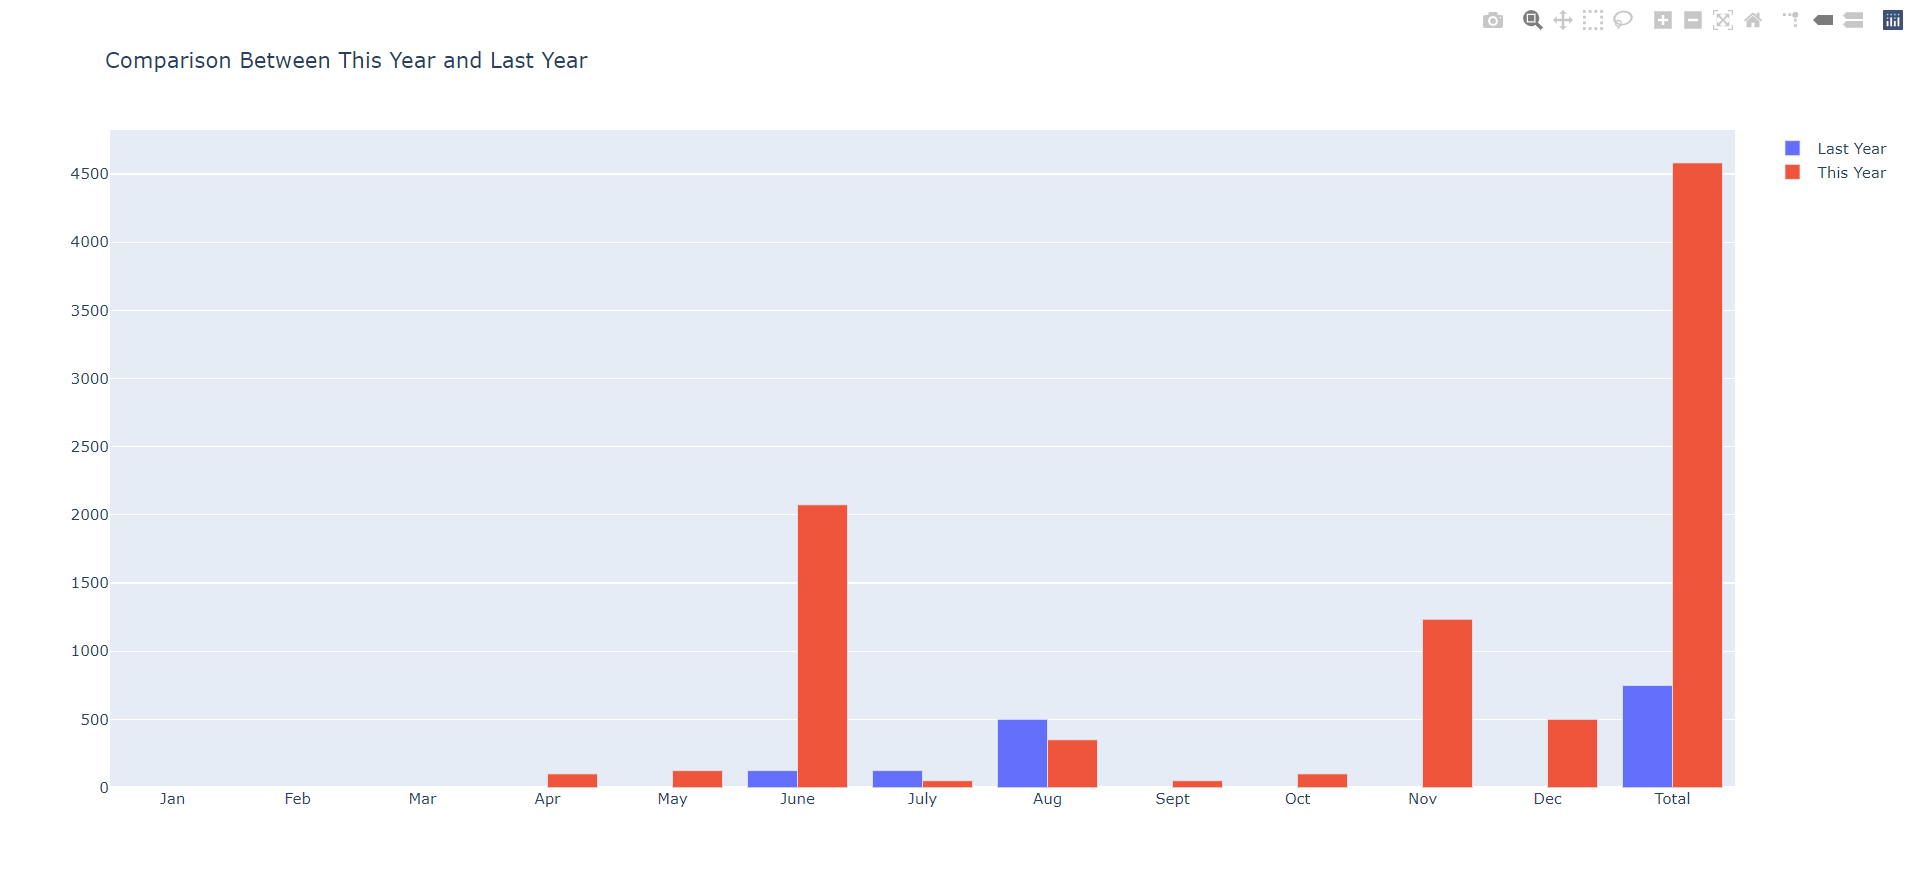 Comparison Between This Year and Last Year
Last Year
This Year
4500
4000
3500
3000
2500
2000
1500
1000
500
0
Jan Feb Mar Apr May June July Aug Sept Oct Nov Dec Total